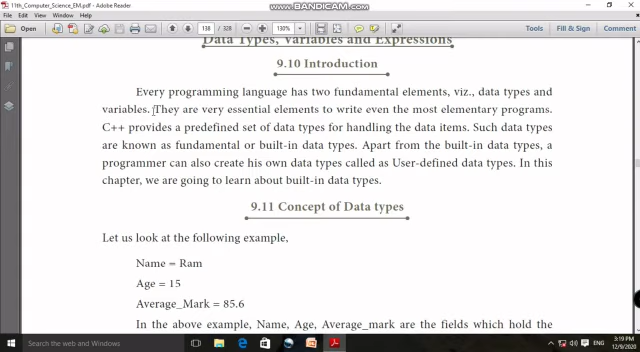 11th_Computer_Science_EM.pdf - Adobe Reader
www.BANDICAM.com
File Edit View Window Help
Open 138 / 328 130% Tools Fill & Sign Comment
Data Types, Variables and Expressions
9.10 Introduction
Every programming language has two fundamental elements, viz., data types and
variables. They are very essential elements to write even the most elementary programs.
C++ provides a predefined set of data types for handling the data items. Such data types
are known as fundamental or built-in data types. Apart from the built-in data types, a
programmer can also create his own data types called as User-defined data types. In this
chapter, we are going to learn about built-in data types.
9.11 Concept of Data types
Let us look at the following example,
Name = Ram
Age = 15
Average_Mark = 85.6
In the above example, Name, Age, Average_mark are the fields which hold the
Search the web and Windows
3:19 PM
12/9/2020